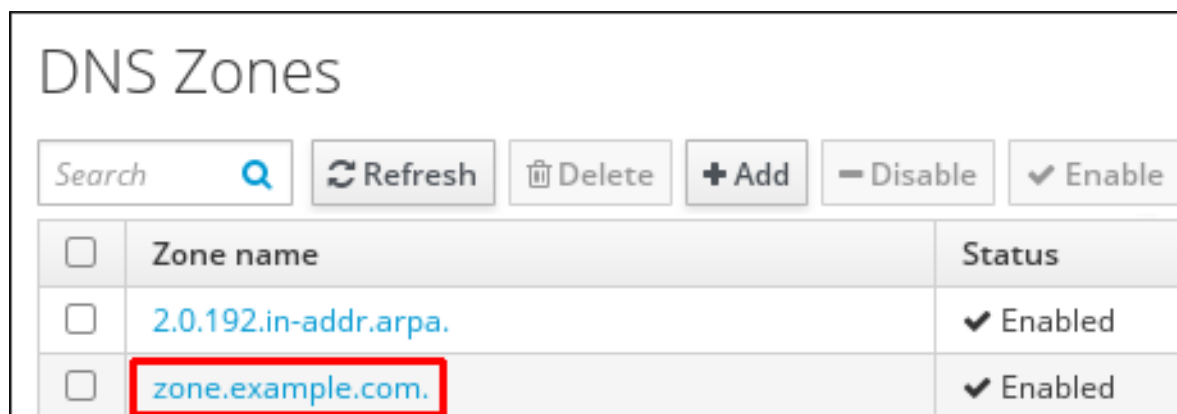 DNS Zones
Search Refresh Delete Add Disable Enable
Zone name Status
2.0.192.in-addr.arpa. Enabled
zone.example.com. Enabled